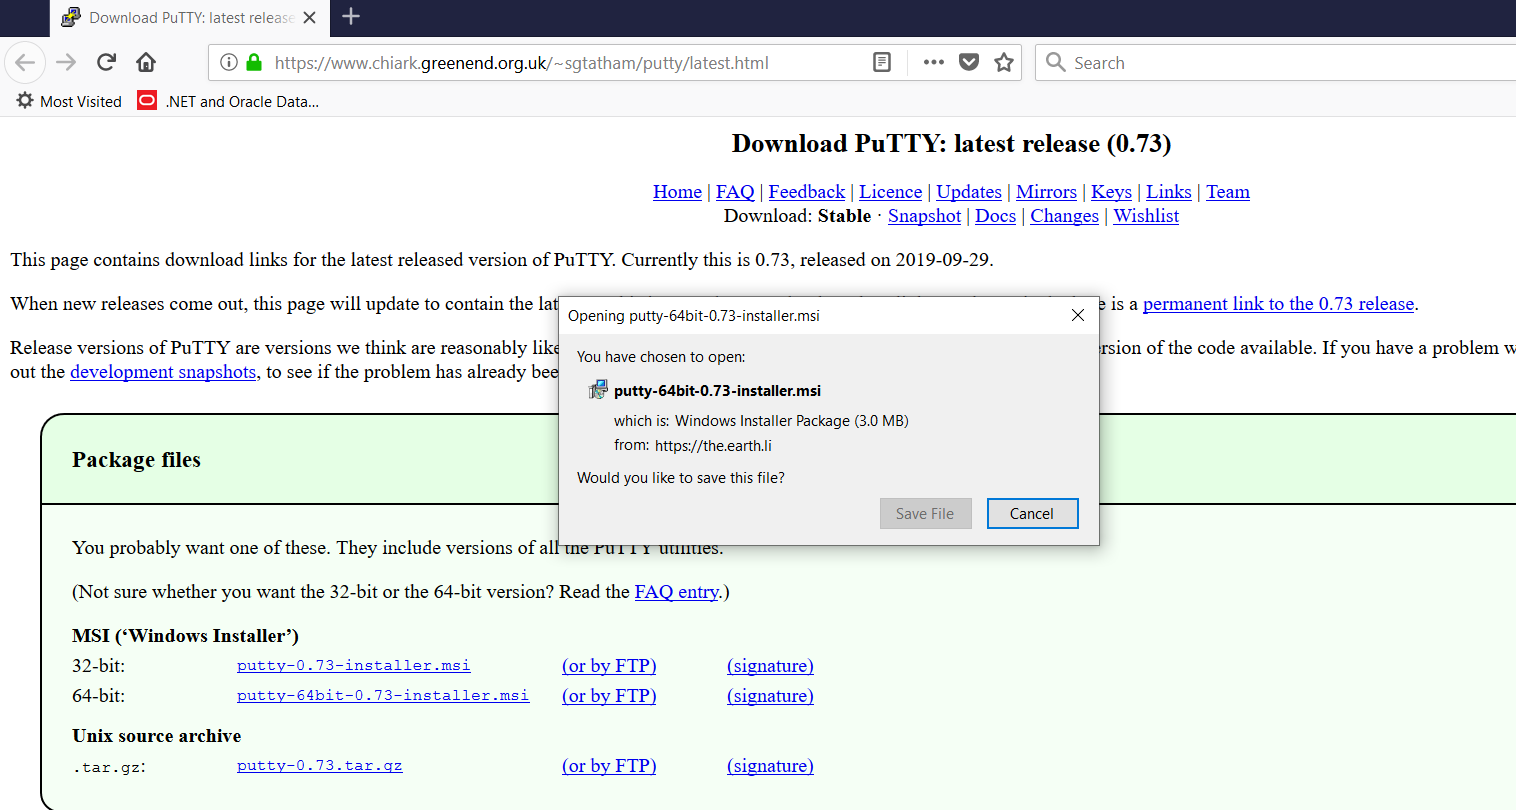 Download PuTTY: latest release
https://www.chiark.greenend.org.uk/~sgtatham/putty/latest.html
Search
Most Visited
.NET and Oracle Data...
Download PuTTY: latest release (0.73)
Home | FAQ | Feedback | Licence | Updates | Mirrors | Keys | Links | Team
Download: Stable · Snapshot | Docs | Changes | Wishlist
This page contains download links for the latest released version of PuTTY. Currently this is 0.73, released on 2019-09-29.
When new releases come out, this page will update to contain the is a permanent link to the 0.73 release.
Release versions of PuTTY are versions we think are reasonably of the code available. If you have a problem
out the development snapshots, to see if the problem has already
Opening putty-64bit-0.73-installer.msi
You have chosen to open:
putty-64bit-0.73-installer.msi
which is: Windows Installer Package (3.0 MB)
from: https://the.earth.li
Would you like to save this file?
Save File
Cancel
Package files
You probably want one of these. They include versions of all the PuTTY utilities.
(Not sure whether you want the 32-bit or the 64-bit version? Read the FAQ entry.)
MSI (‘Windows Installer’)
32-bit: putty-0.73-installer.msi (or by FTP) (signature)
64-bit: putty-64bit-0.73-installer.msi (or by FTP) (signature)
Unix source archive
.tar.gz: putty-0.73.tar.gz (or by FTP) (signature)